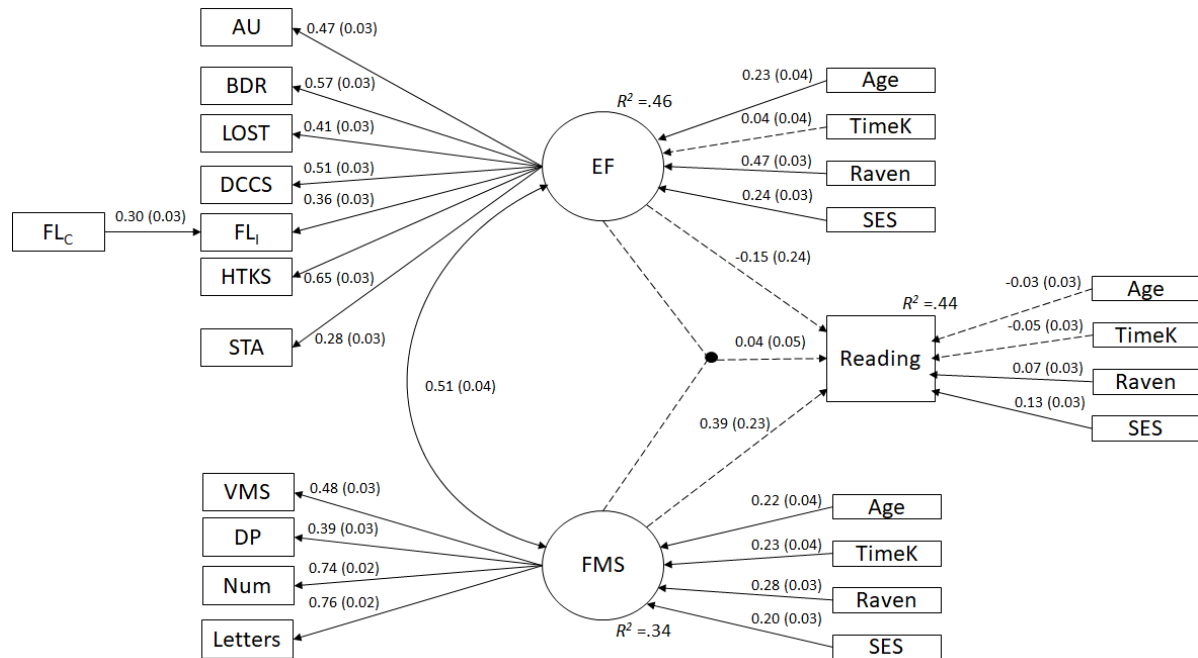 AU
0.47 (0.03)
BDR
0.57 (0.03)
LOST
0.41 (0.03)
DCCS
0.51 (0.03)
FLC
0.30 (0.03)
FLI
0.36 (0.03)
HTKS
0.65 (0.03)
STA
0.28 (0.03)
R² =.46
EF
0.23 (0.04)
Age
0.04 (0.04)
TimeK
0.47 (0.03)
Raven
0.24 (0.03)
SES
-0.15 (0.24)
0.04 (0.05)
0.39 (0.23)
0.51 (0.04)
R² =.44
Reading
-0.03 (0.03)
Age
-0.05 (0.03)
TimeK
0.07 (0.03)
Raven
0.13 (0.03)
SES
VMS
0.48 (0.03)
DP
0.39 (0.03)
Num
0.74 (0.02)
Letters
0.76 (0.02)
FMS
R² =.34
0.22 (0.04)
Age
0.23 (0.04)
TimeK
0.28 (0.03)
Raven
0.20 (0.03)
SES